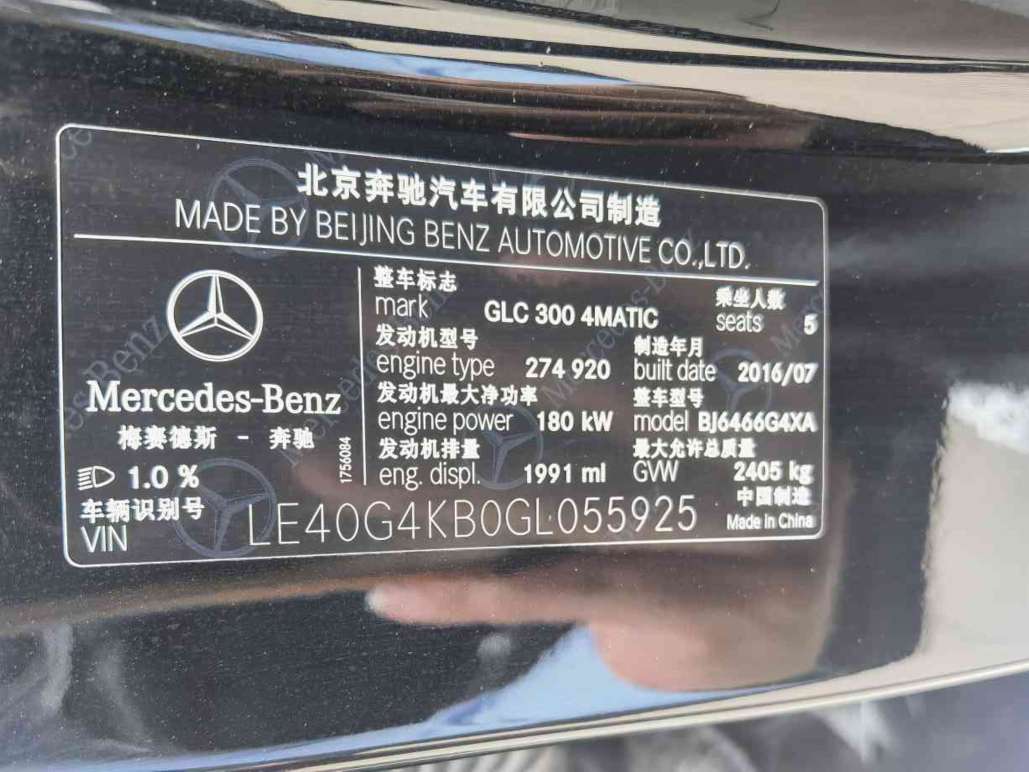 北京奔驰汽车有限公司制造
MADE BY BEIJING BENZ AUTOMOTIVE CO.,LTD.
Mercedes-Benz
梅赛德斯 - 奔驰
1.0 %
1756084
整车标志
mark GLC 300 4MATIC
乘坐人数
seats 5
发动机型号
engine type 274 920
制造年月
built date 2016/07
发动机最大净功率
engine power 180 kW
整车型号
model BJ6466G4XA
发动机排量
eng. displ. 1991 ml
最大允许总质量
GVW 2405 kg
车辆识别号
VIN LE40G4KB0GL055925
中国制造
Made in China